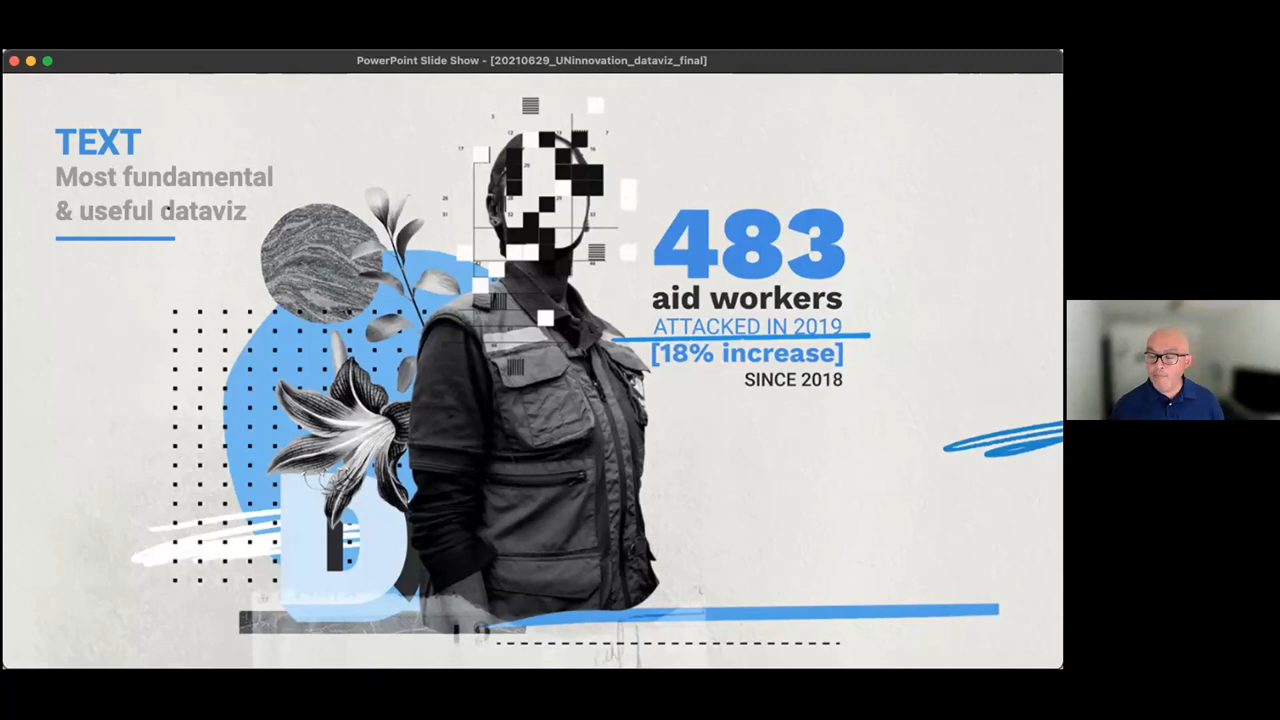 PowerPoint Slide Show - [20210629_UNinnovation_dataviz_final]
TEXT
Most fundamental
& useful dataviz
483
aid workers
ATTACKED IN 2019
[18% increase]
SINCE 2018
D